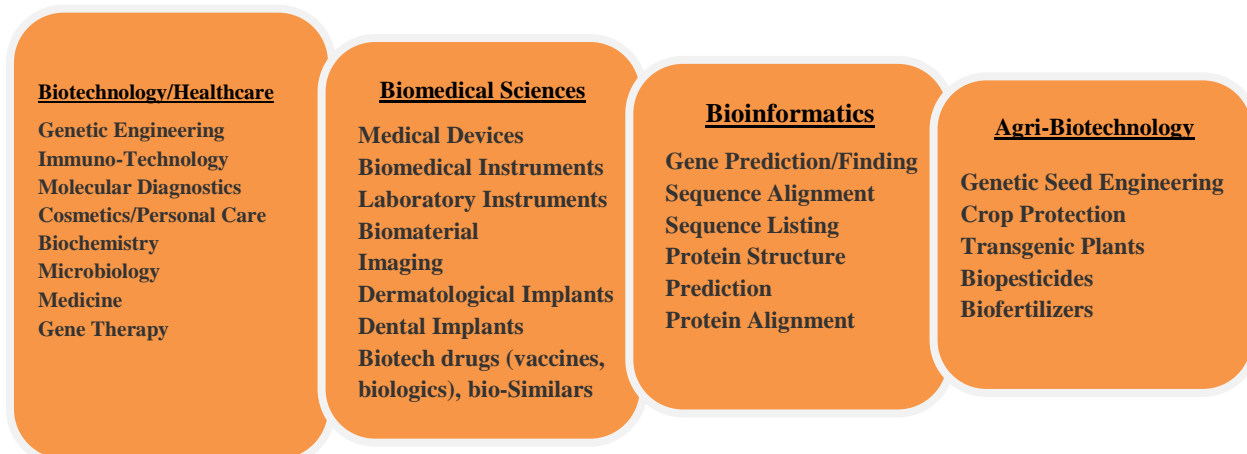 Biotechnology/Healthcare
Genetic Engineering
Immuno-Technology
Molecular Diagnostics
Cosmetics/Personal Care
Biochemistry
Microbiology
Medicine
Gene Therapy
Biomedical Sciences
Medical Devices
Biomedical Instruments
Laboratory Instruments
Biomaterial
Imaging
Dermatological Implants
Dental Implants
Biotech drugs (vaccines,
biologics), bio-Similars
Bioinformatics
Gene Prediction/Finding
Sequence Alignment
Sequence Listing
Protein Structure
Prediction
Protein Alignment
Agri-Biotechnology
Genetic Seed Engineering
Crop Protection
Transgenic Plants
Biopesticides
Biofertilizers